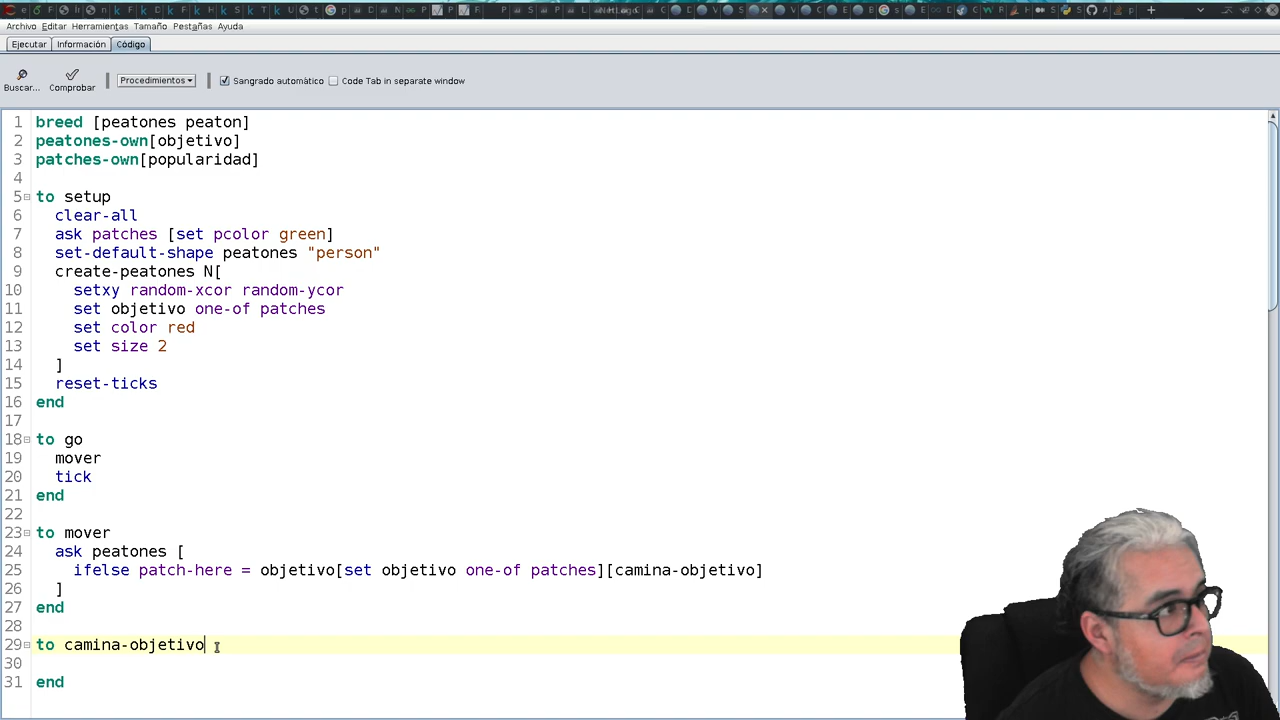 Archivo Editar Herramientas Tamaño Pestañas Ayuda
Ejecutar Información Código
Buscar... Comprobar Procedimientos Sangrado automático Code Tab in separate window
1 breed [peatones peaton]
2 peatones-own[objetivo]
3 patches-own[popularidad]
4
5 to setup
6 clear-all
7 ask patches [set pcolor green]
8 set-default-shape peatones "person"
9 create-peatones N[
10 setxy random-xcor random-ycor
11 set objetivo one-of patches
12 set color red
13 set size 2
14 ]
15 reset-ticks
16 end
17
18 to go
19 mover
20 tick
21 end
22
23 to mover
24 ask peatones [
25 ifelse patch-here = objetivo[set objetivo one-of patches][camina-objetivo]
26 ]
27 end
28
29 to camina-objetivo
30
31 end